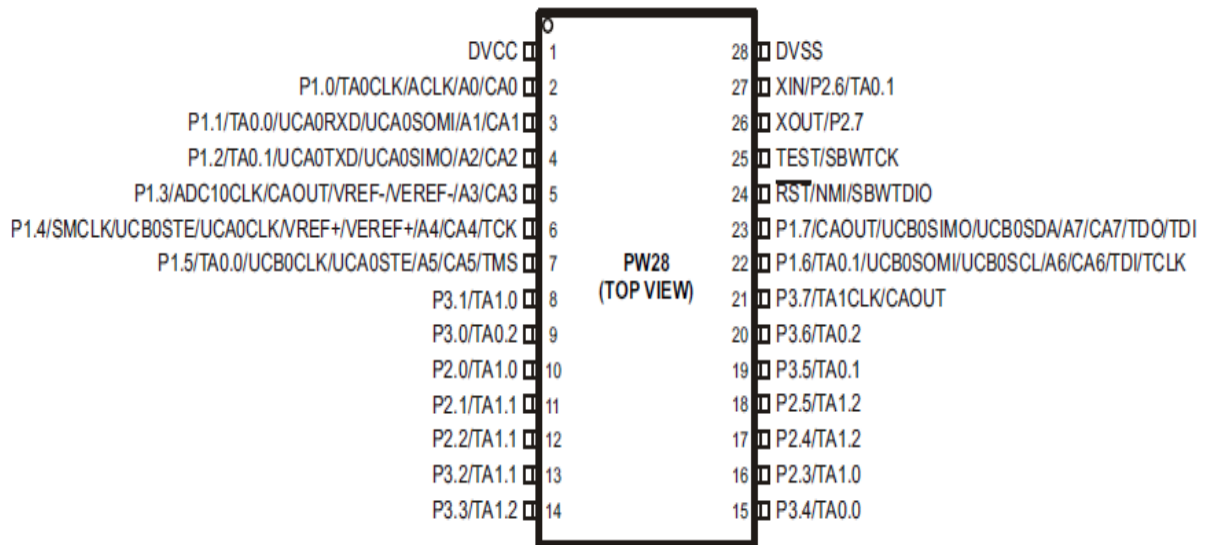 DVCC 1
P1.0/TA0CLK/ACLK/A0/CA0 2
P1.1/TA0.0/UCA0RXD/UCA0SOMI/A1/CA1 3
P1.2/TA0.1/UCA0TXD/UCA0SIMO/A2/CA2 4
P1.3/ADC10CLK/CAOUT/VREF-/VEREF-/A3/CA3 5
P1.4/SMCLK/UCB0STE/UCA0CLK/VREF+/VEREF+/A4/CA4/TCK 6
P1.5/TA0.0/UCB0CLK/UCA0STE/A5/CA5/TMS 7
P3.1/TA1.0 8
P3.0/TA0.2 9
P2.0/TA1.0 10
P2.1/TA1.1 11
P2.2/TA1.1 12
P3.2/TA1.1 13
P3.3/TA1.2 14
PW28
(TOP VIEW)
28 DVSS
27 XIN/P2.6/TA0.1
26 XOUT/P2.7
25 TEST/SBWTCK
24 RST/NMI/SBWTDIO
23 P1.7/CAOUT/UCB0SIMO/UCB0SDA/A7/CA7/TDO/TDI
22 P1.6/TA0.1/UCB0SOMI/UCB0SCL/A6/CA6/TDI/TCLK
21 P3.7/TA1CLK/CAOUT
20 P3.6/TA0.2
19 P3.5/TA0.1
18 P2.5/TA1.2
17 P2.4/TA1.2
16 P2.3/TA1.0
15 P3.4/TA0.0